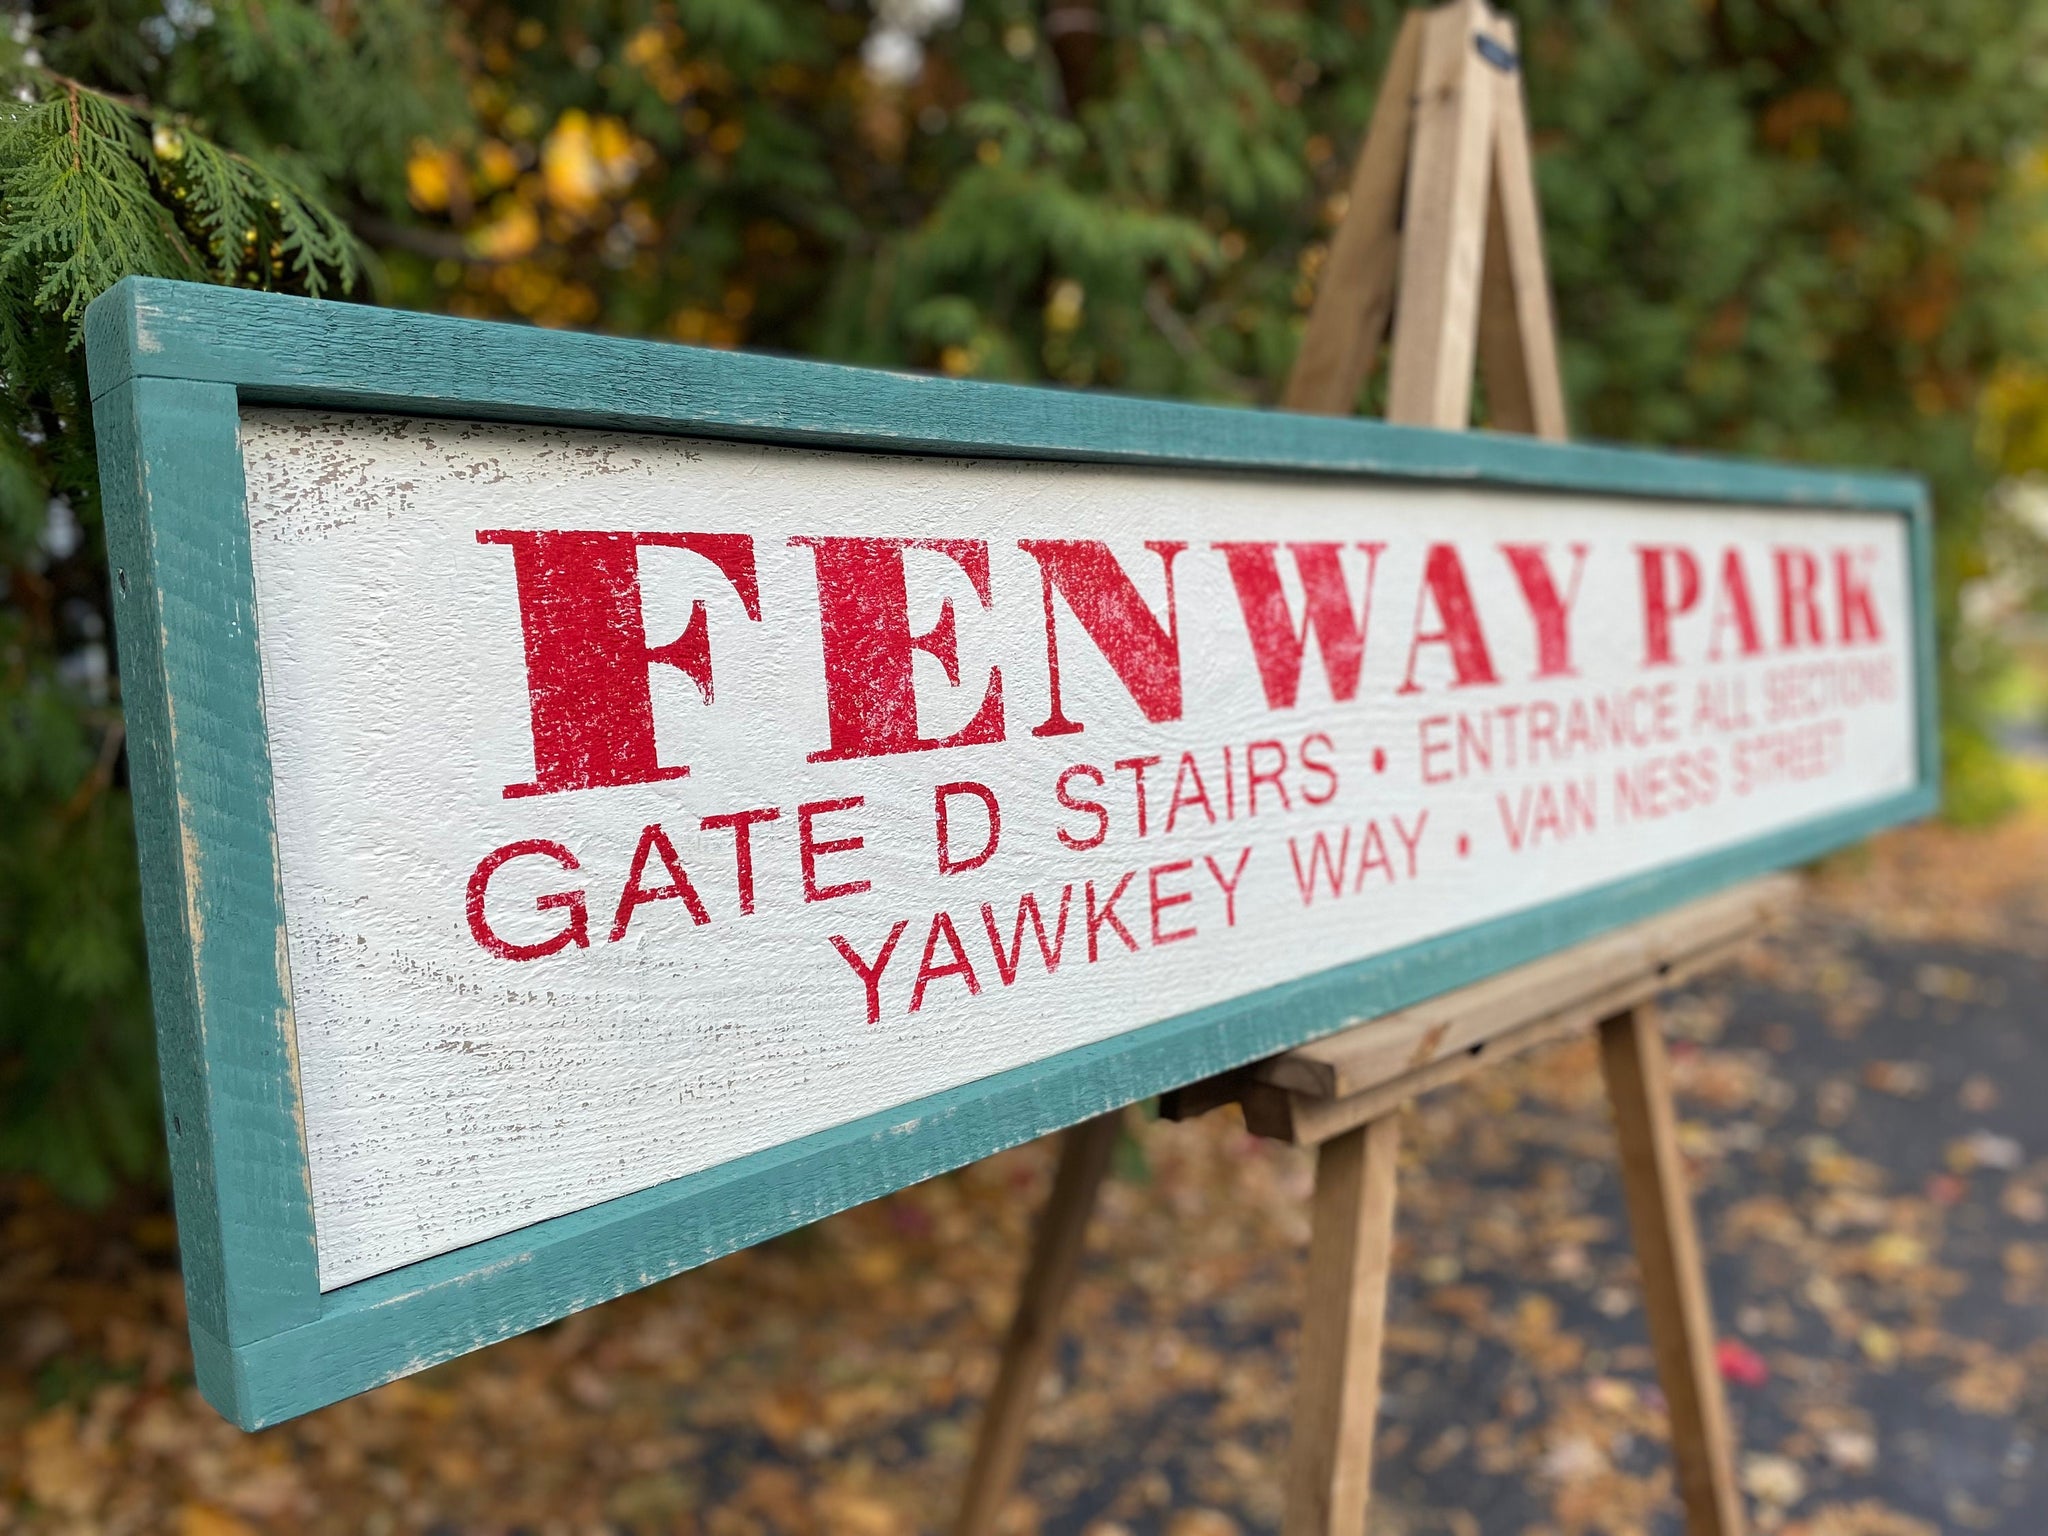 FENWAY PARK
GATE D STAIRS • ENTRANCE ALL SECTIONS
YAWKEY WAY • VAN NESS STREET